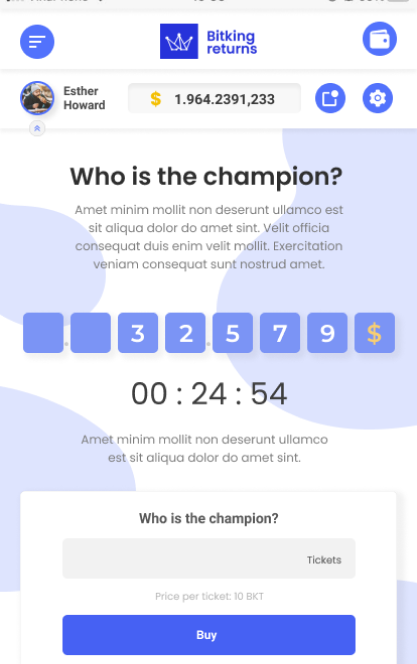 Bitking
returns
Esther
Howard
$ 1.964.2391,233
Who is the champion?
Amet minim mollit non deserunt ullamco est
sit aliqua dolor do amet sint. Velit officia
consequat duis enim velit mollit. Exercitation
veniam consequat sunt nostrud amet.
. 3 2 . 5 7 9 $
00 : 24 : 54
Amet minim mollit non deserunt ullamco
est sit aliqua dolor do amet sint.
Who is the champion?
Tickets
Price per ticket: 10 BKT
Buy